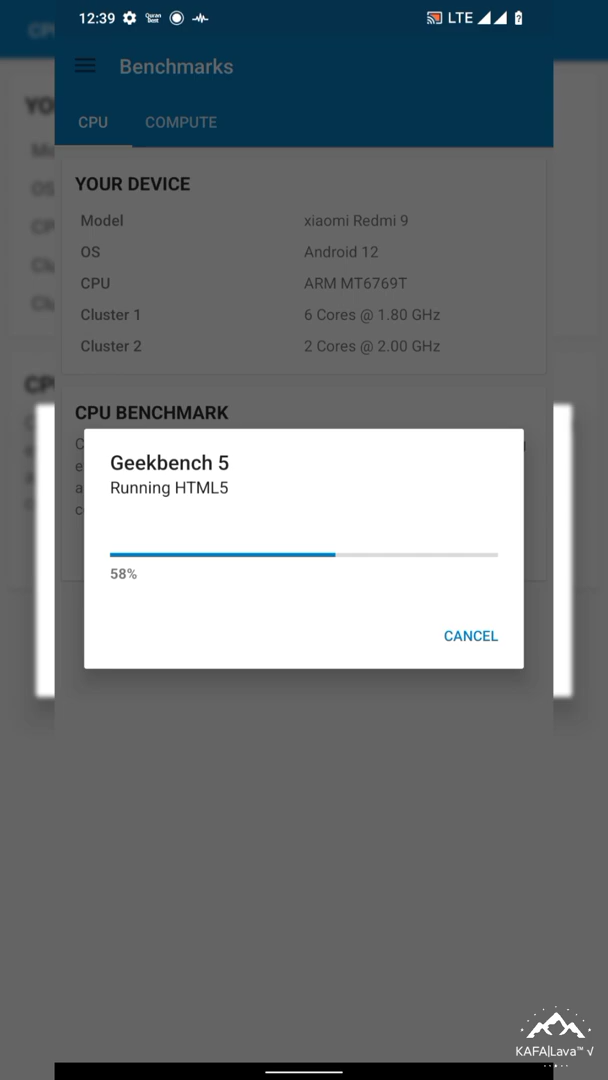 12:39 Quran Best LTE
Benchmarks
CPU COMPUTE
YOUR DEVICE
Model xiaomi Redmi 9
OS Android 12
CPU ARM MT6769T
Cluster 1 6 Cores @ 1.80 GHz
Cluster 2 2 Cores @ 2.00 GHz
CPU BENCHMARK
Geekbench 5
Running HTML5
58%
CANCEL
KAFA|Lava™ √